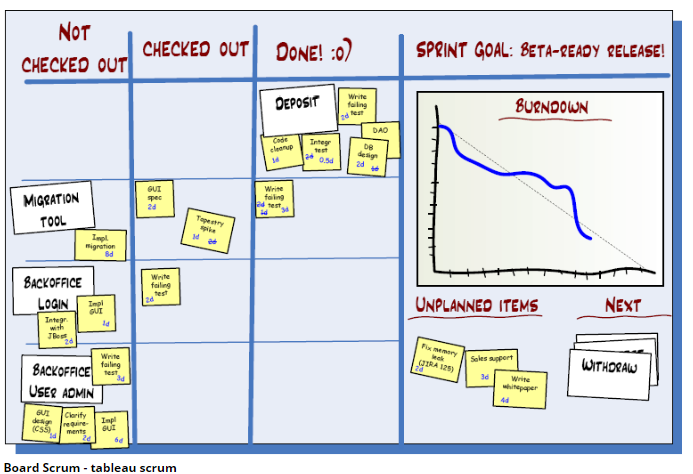 NOT
CHECKED OUT
CHECKED OUT
DONE! :o)
SPRINT GOAL: BETA-READY RELEASE!
DEPOSIT
Write
failing
test
2d
DAO
Code
cleanup
1d
Integr
test
2d 0.5d
DB
design
2d 1d
BURNDOWN
MIGRATION
TOOL
Impl.
migration
8d
GUI
spec
2d
Tapestry
spike
1d 2d
Write
failing
2d test
1d 3d
BACKOFFICE
LOGIN
Integr.
with
JBoss
2d
Impl
GUI
1d
Write
failing
test
2d
BACKOFFICE
USER ADMIN
Write
failing
test
3d
GUI
design
(CSS)
1d
Clarify
require-
ments
2d
Impl
GUI
6d
UNPLANNED ITEMS
NEXT
Fix memory
leak
(JIRA 125)
2d
Sales support
3d
Write
whitepaper
4d
WITHDRAW
Board Scrum - tableau scrum